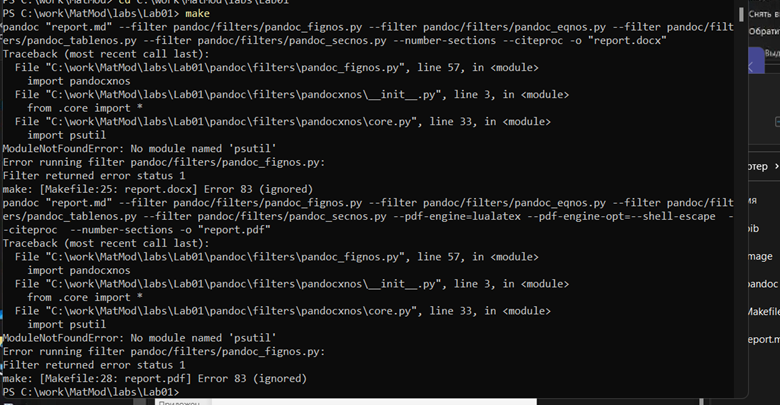 PS C:\work\MatMod\labs\Lab01> cd C:\work\MatMod\labs\Lab01
PS C:\work\MatMod\labs\Lab01> make
pandoc "report.md" --filter pandoc/filters/pandoc_fignos.py --filter pandoc/filters/pandoc_eqnos.py --filter pandoc/filt
ers/pandoc_tablenos.py --filter pandoc/filters/pandoc_secnos.py --number-sections --citeproc -o "report.docx"
Traceback (most recent call last):
  File "C:\work\MatMod\labs\Lab01\pandoc\filters\pandoc_fignos.py", line 57, in <module>
    import pandocxnos
  File "C:\work\MatMod\labs\Lab01\pandoc\filters\pandocxnos\__init__.py", line 3, in <module>
    from .core import *
  File "C:\work\MatMod\labs\Lab01\pandoc\filters\pandocxnos\core.py", line 33, in <module>
    import psutil
ModuleNotFoundError: No module named 'psutil'
Error running filter pandoc/filters/pandoc_fignos.py:
Filter returned error status 1
make: [Makefile:25: report.docx] Error 83 (ignored)
pandoc "report.md" --filter pandoc/filters/pandoc_fignos.py --filter pandoc/filters/pandoc_eqnos.py --filter pandoc/filt
ers/pandoc_tablenos.py --filter pandoc/filters/pandoc_secnos.py --pdf-engine=lualatex --pdf-engine-opt=--shell-escape  -
-citeproc  --number-sections -o "report.pdf"
Traceback (most recent call last):
  File "C:\work\MatMod\labs\Lab01\pandoc\filters\pandoc_fignos.py", line 57, in <module>
    import pandocxnos
  File "C:\work\MatMod\labs\Lab01\pandoc\filters\pandocxnos\__init__.py", line 3, in <module>
    from .core import *
  File "C:\work\MatMod\labs\Lab01\pandoc\filters\pandocxnos\core.py", line 33, in <module>
    import psutil
ModuleNotFoundError: No module named 'psutil'
Error running filter pandoc/filters/pandoc_fignos.py:
Filter returned error status 1
make: [Makefile:28: report.pdf] Error 83 (ignored)
PS C:\work\MatMod\labs\Lab01>
Снять в
Обрати
Выд
ютер >
мя
bib
mage
pandoc
Makefile
report.m
Приложен